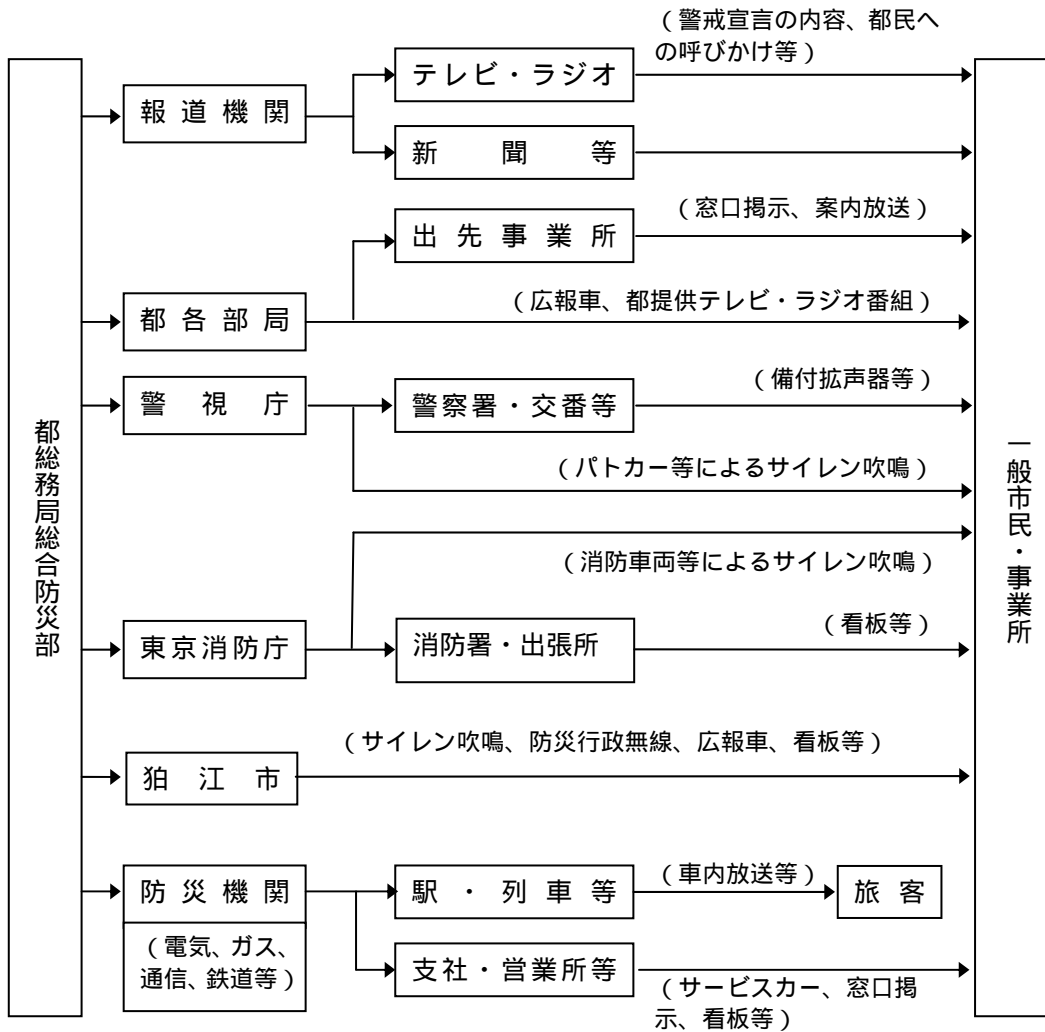 (警戒宣言の内容、都民へ
の呼びかけ等)
テレビ・ラジオ
報道機関
新聞等
(窓口掲示、案内放送)
出先事業所
(広報車、都提供テレビ・ラジオ番組)
都各部局
(備付拡声器等)
警視庁
警察署・交番等
(パトカー等によるサイレン吹鳴)
都総務局総合防災部
一般市民・事業所
(消防車両等によるサイレン吹鳴)
(看板等)
東京消防庁
消防署・出張所
(サイレン吹鳴、防災行政無線、広報車、看板等)
狛江市
防災機関
(電気、ガス、
通信、鉄道等)
駅・列車等
(車内放送等)
旅客
支社・営業所等
(サービスカー、窓口掲
示、看板等)